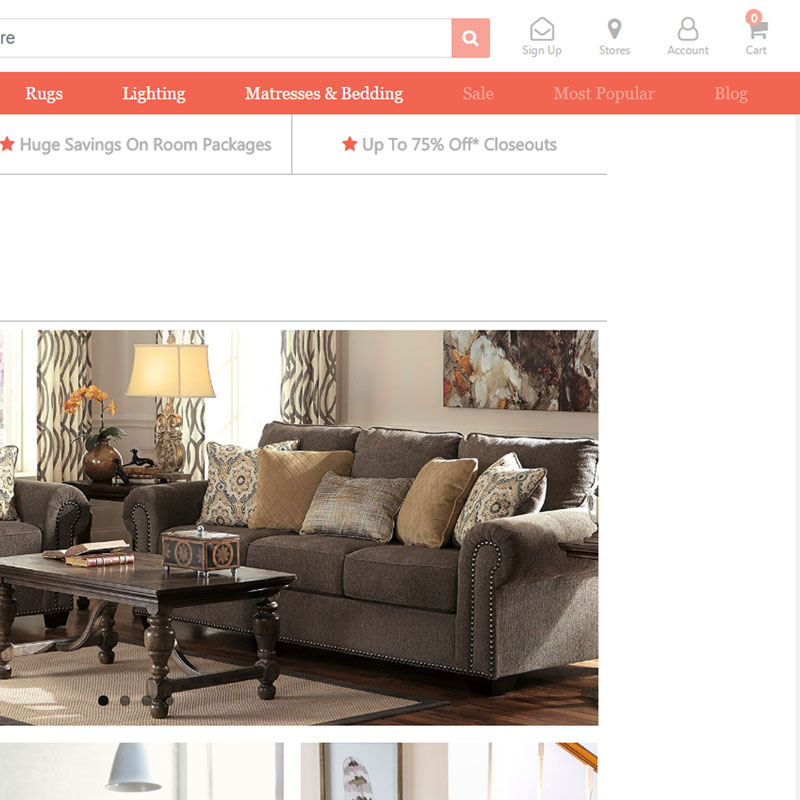 re
Sign Up
Stores
Account
0
Cart
Rugs
Lighting
Matresses & Bedding
Sale
Most Popular
Blog
Huge Savings On Room Packages
Up To 75% Off* Closeouts